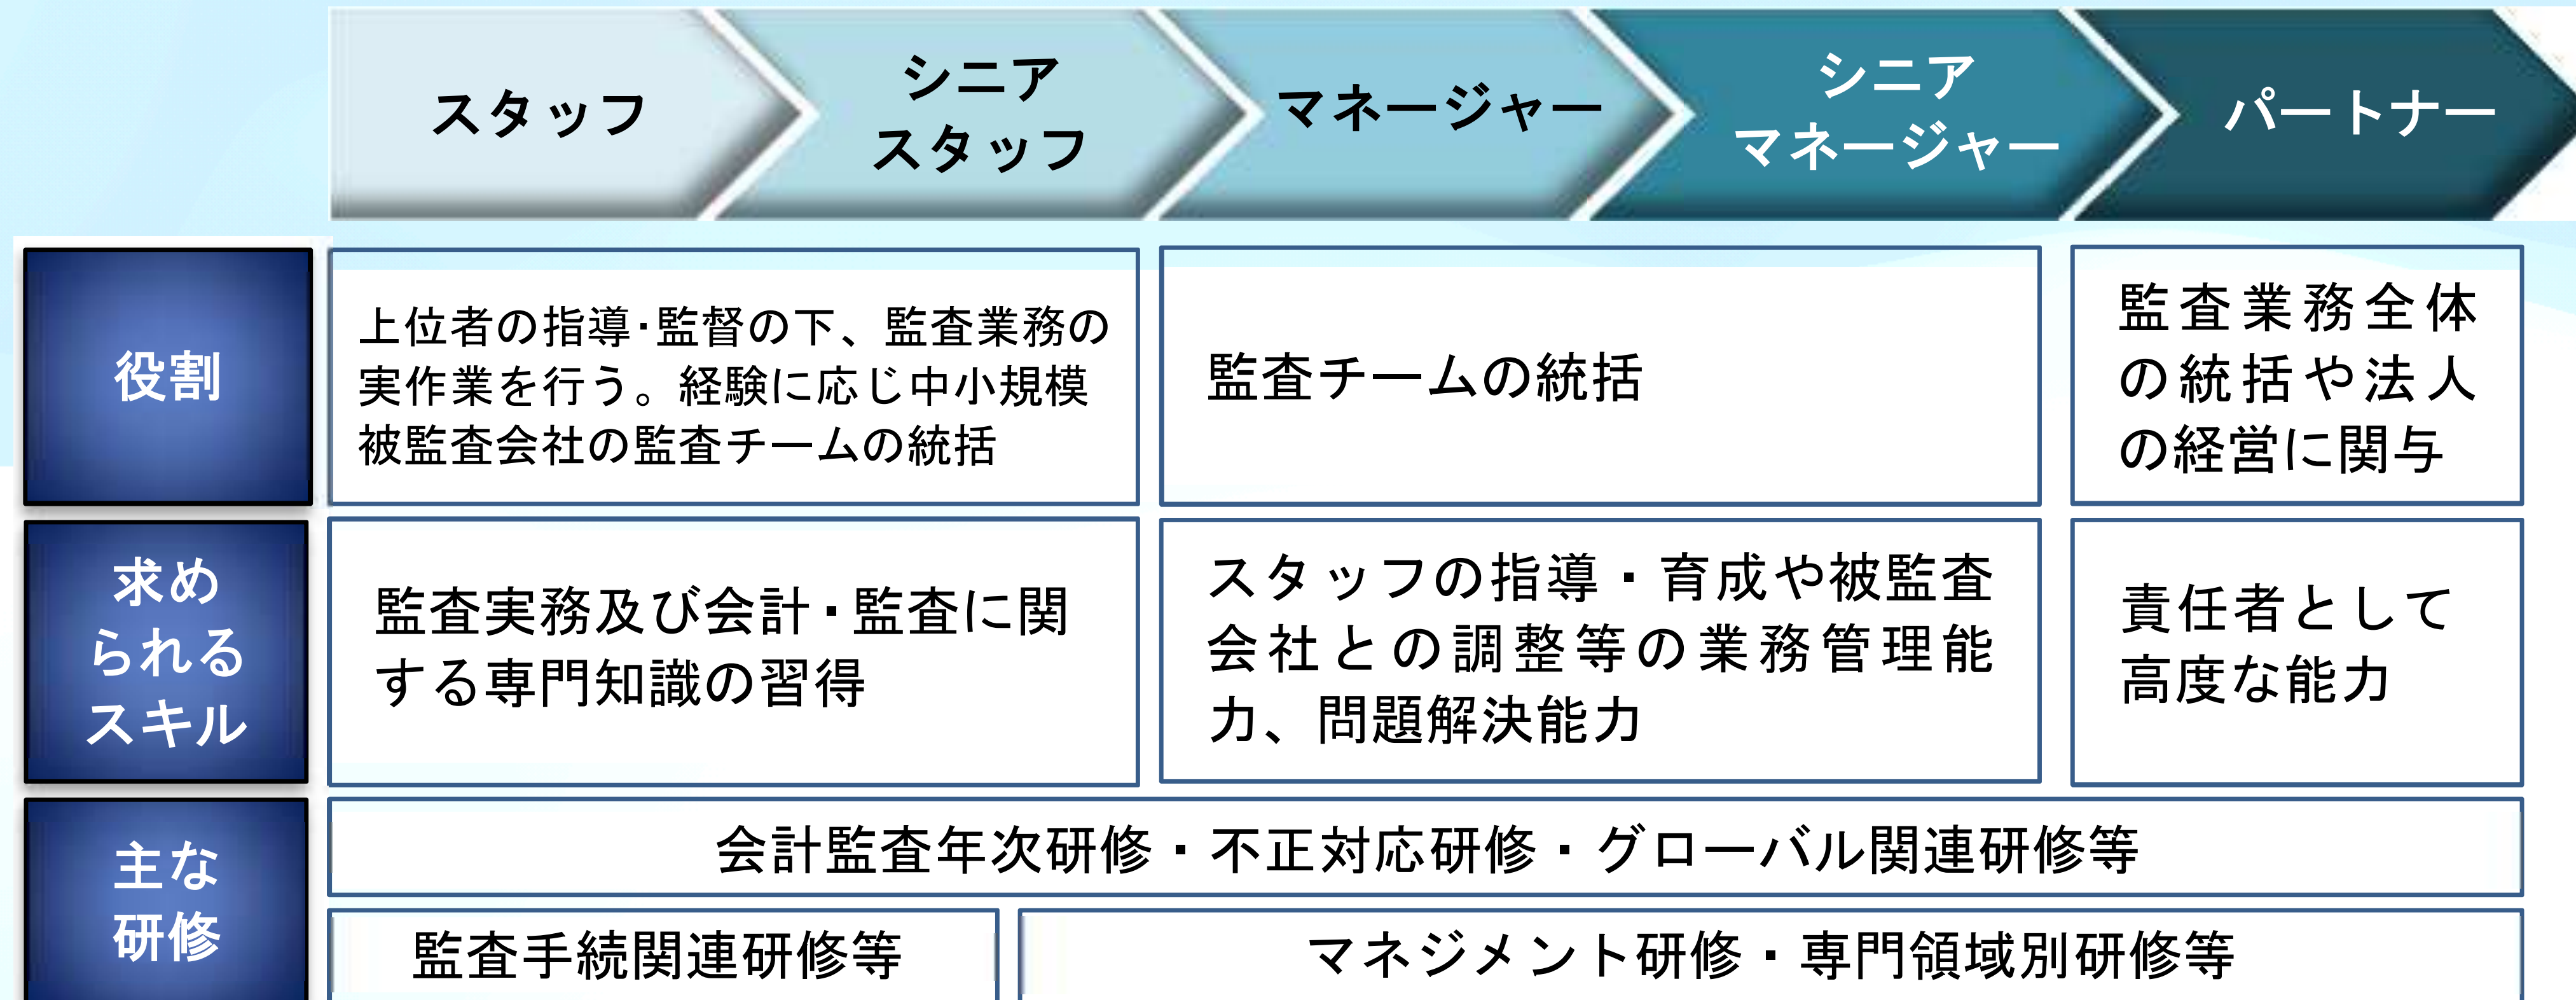 スタッフ
シニア
スタッフ
マネージャー
シニア
マネージャー
パートナー
役割
上位者の指導・監督の下、監査業務の
実作業を行う。経験に応じ中小規模
被監査会社の監査チームの統括
監査チームの統括
監査業務全体
の統括や法人
の経営に関与
求め
られる
スキル
監査実務及び会計・監査に関
する専門知識の習得
スタッフの指導・育成や被監査
会社との調整等の業務管理能
力、問題解決能力
責任者として
高度な能力
主な
研修
会計監査年次研修・不正対応研修・グローバル関連研修等
監査手続関連研修等
マネジメント研修・専門領域別研修等